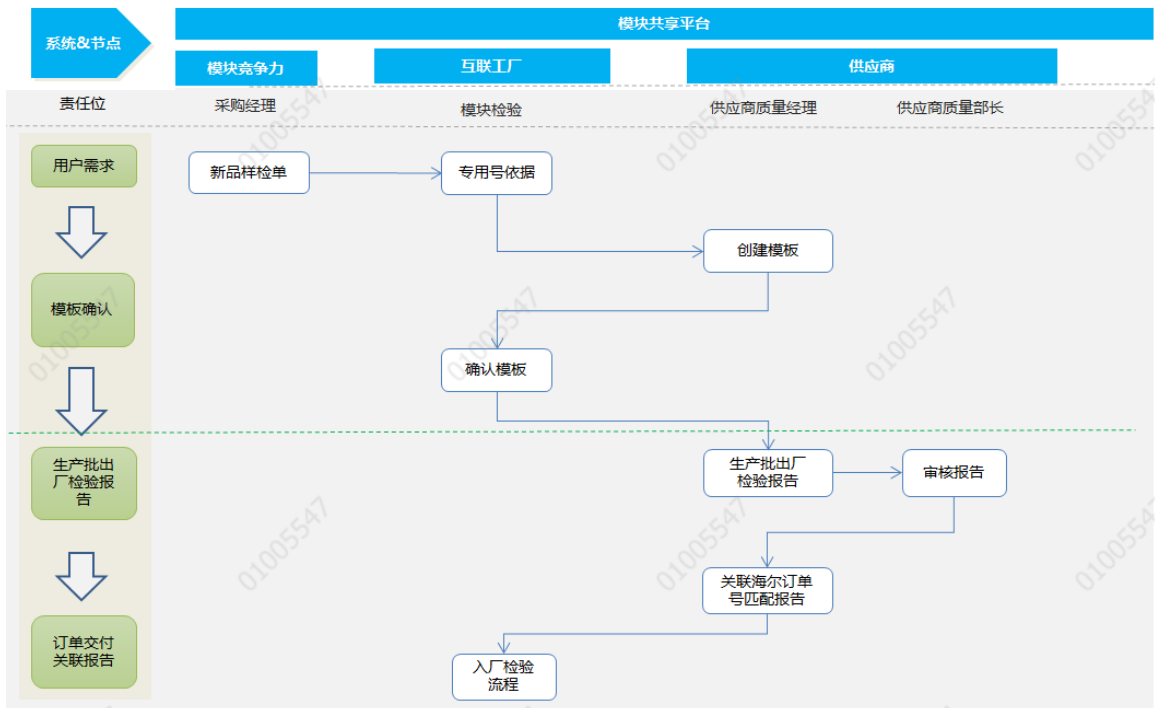 系统&节点
模块共享平台
模块竞争力
互联工厂
供应商
责任位
采购经理
模块检验
供应商质量经理
供应商质量部长
用户需求
新品样检单
专用号依据
创建模板
模板确认
确认模板
生产批出
厂检验报
告
生产批出厂
检验报告
审核报告
关联海尔订单
号匹配报告
订单交付
关联报告
入厂检验
流程
01005547
01005547
01005547
01005547
01005547
01005547
01005547
01005547
01005547